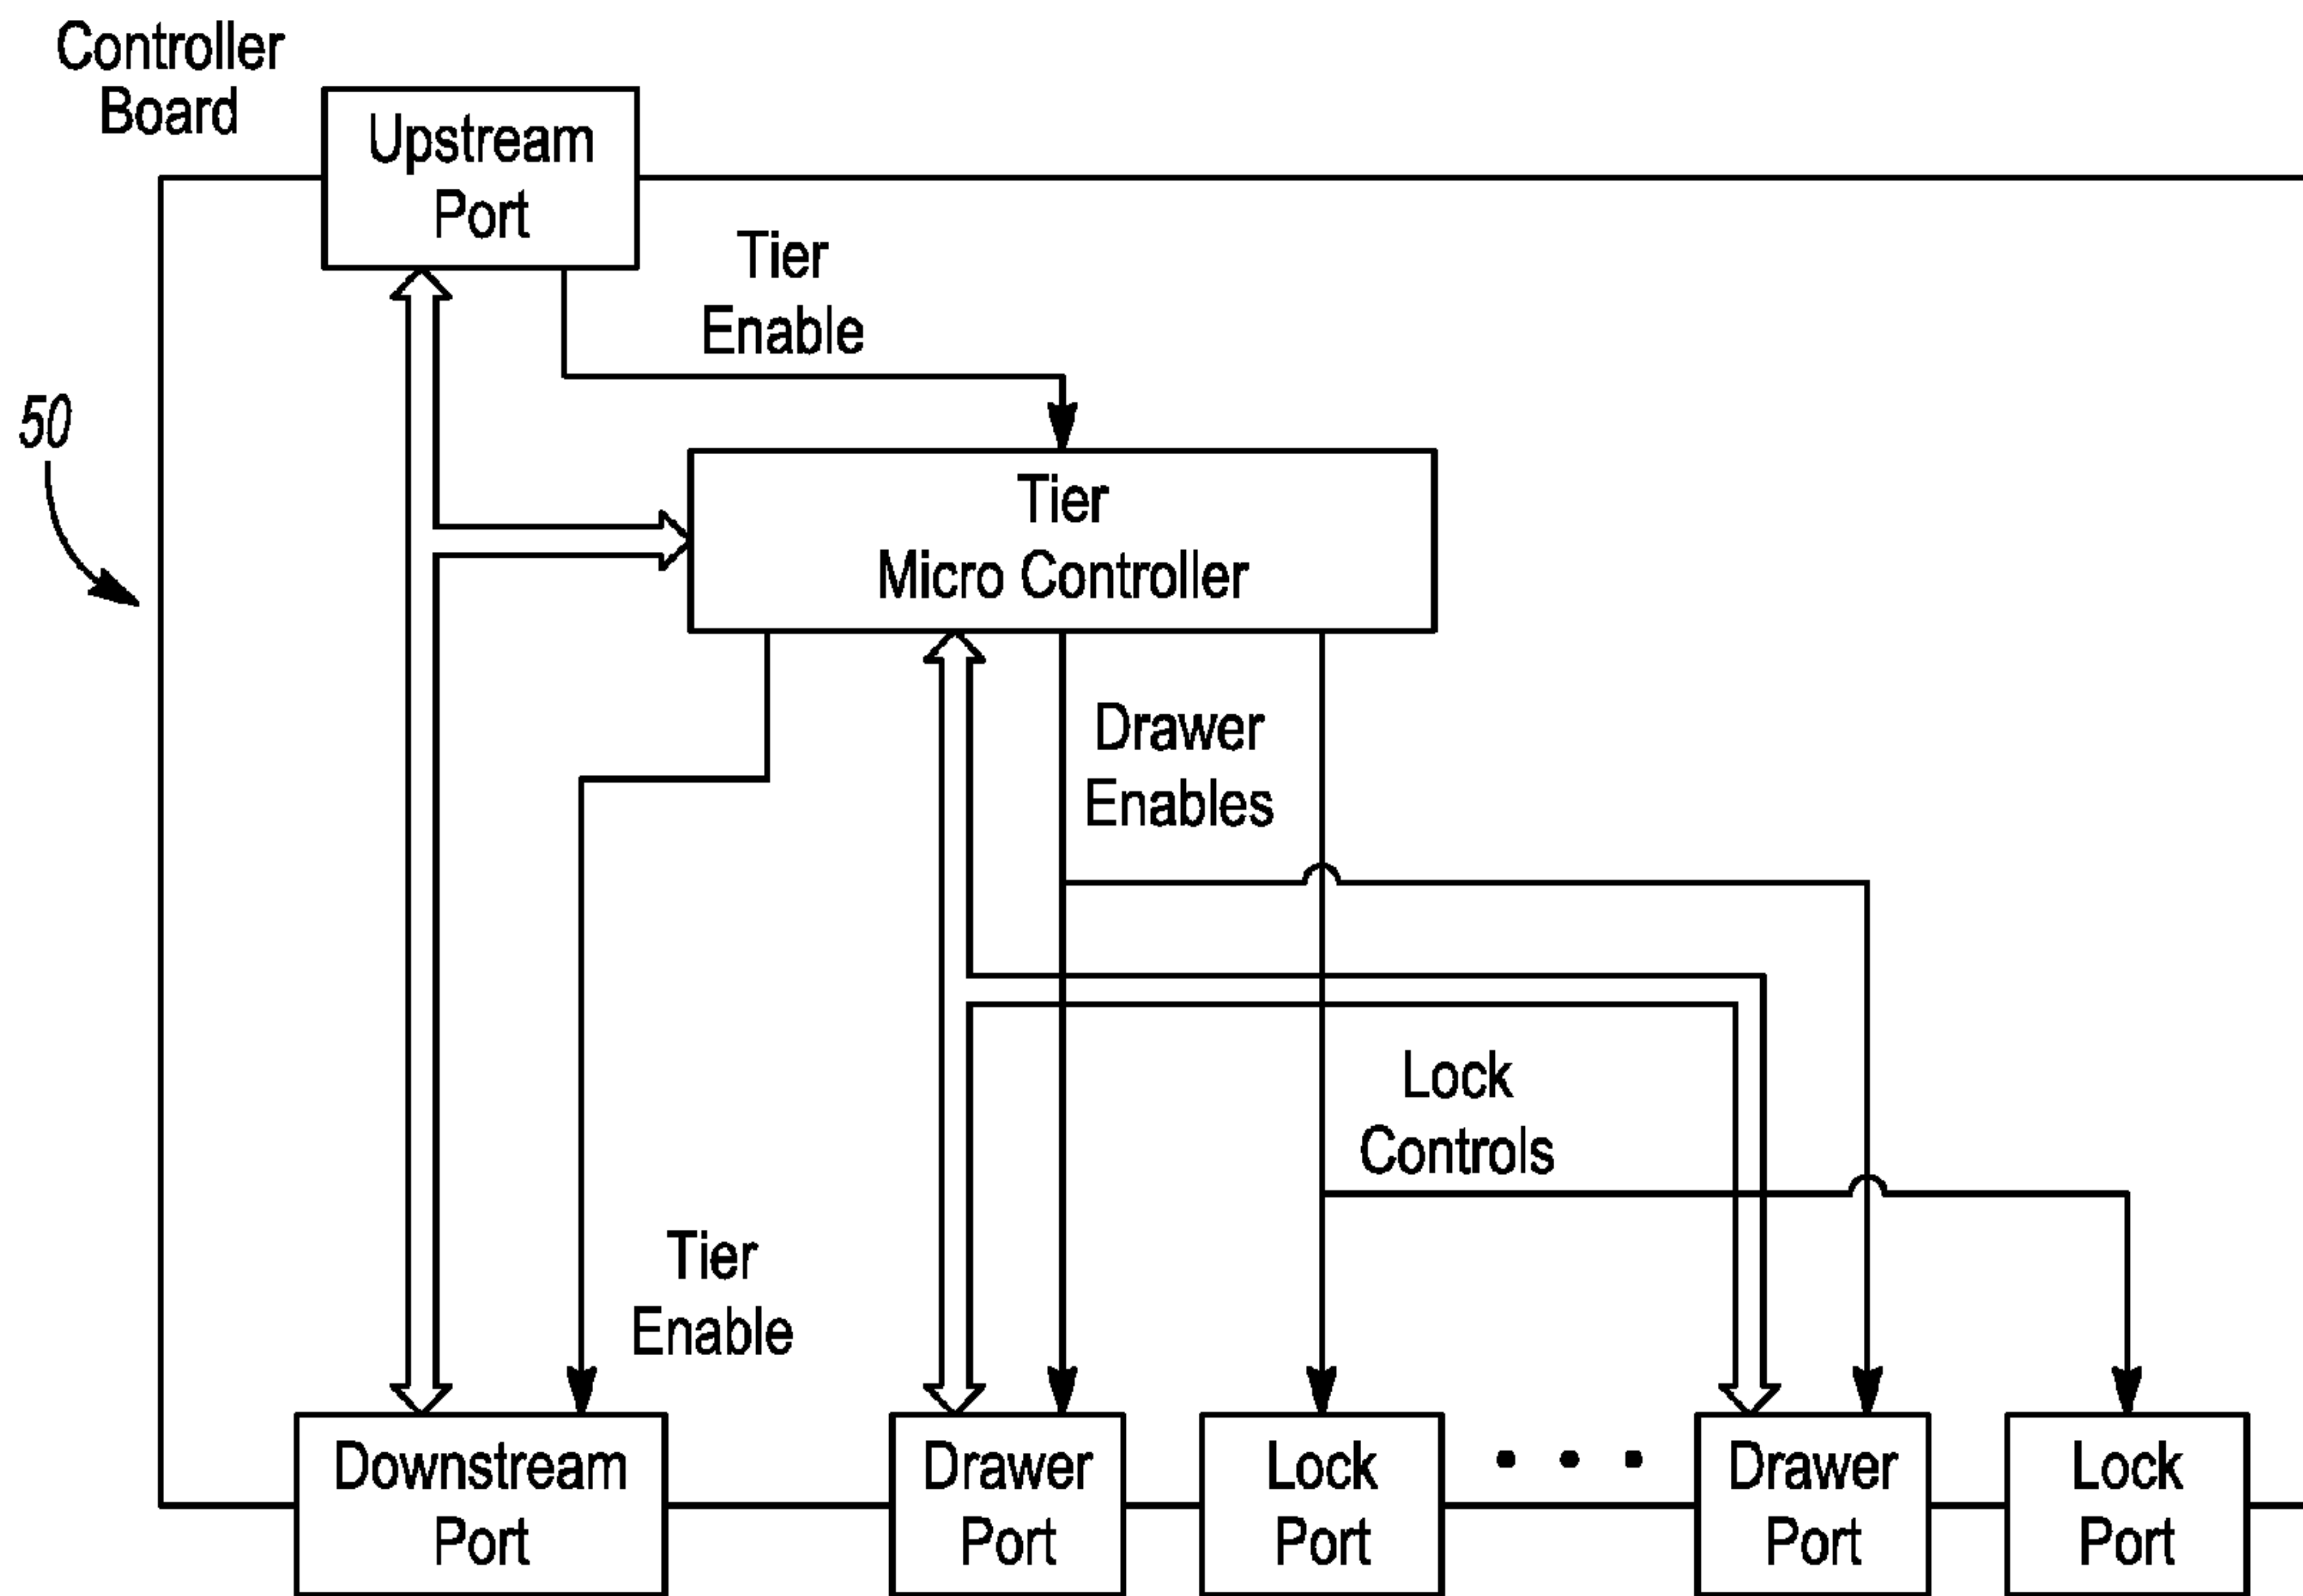 Controller
Board
Upstream
Port
Tier
Enable
50
Tier
Micro Controller
Drawer
Enables
Lock
Controls
Tier
Enable
Downstream
Port
Drawer
Port
Lock
Port
Drawer
Port
Lock
Port